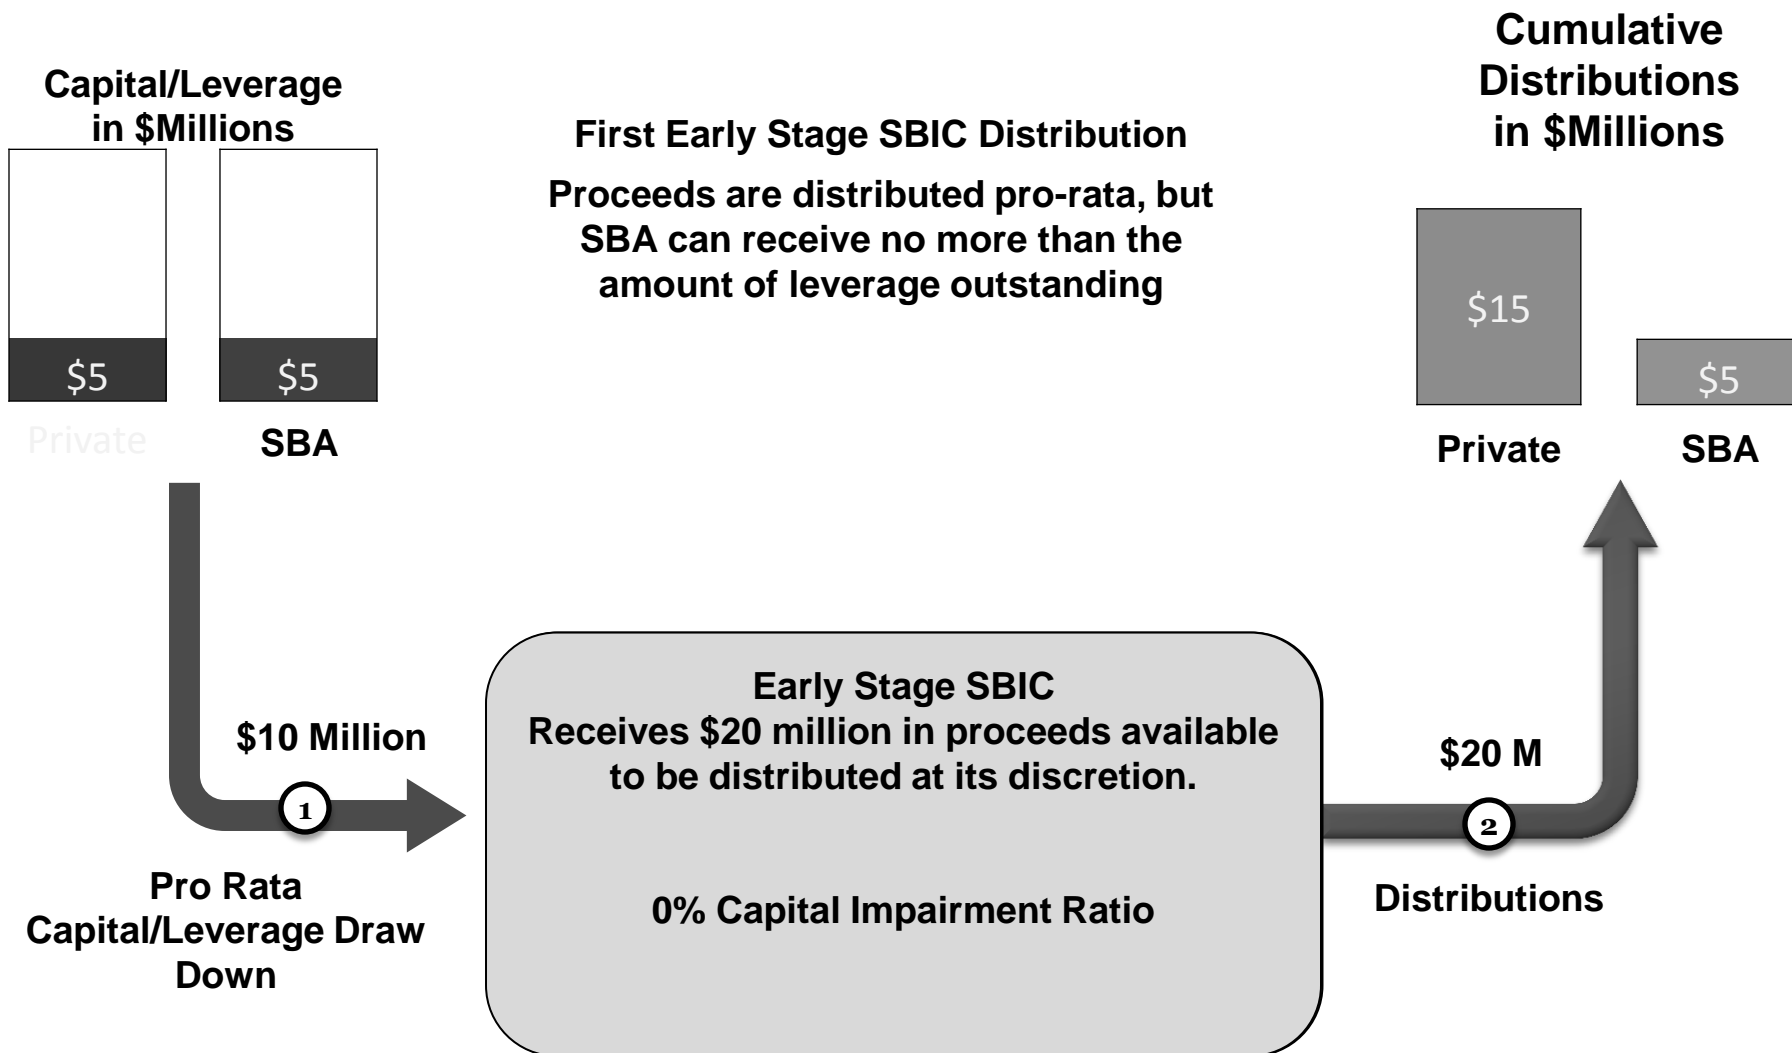 Capital/Leverage
in $Millions
$5
$5
Private
SBA
First Early Stage SBIC Distribution
Proceeds are distributed pro-rata, but
SBA can receive no more than the
amount of leverage outstanding
Cumulative
Distributions
in $Millions
$15
$5
Private
SBA
$10 Million
1
Pro Rata
Capital/Leverage Draw
Down
Early Stage SBIC
Receives $20 million in proceeds available
to be distributed at its discretion.
0% Capital Impairment Ratio
$20 M
2
Distributions